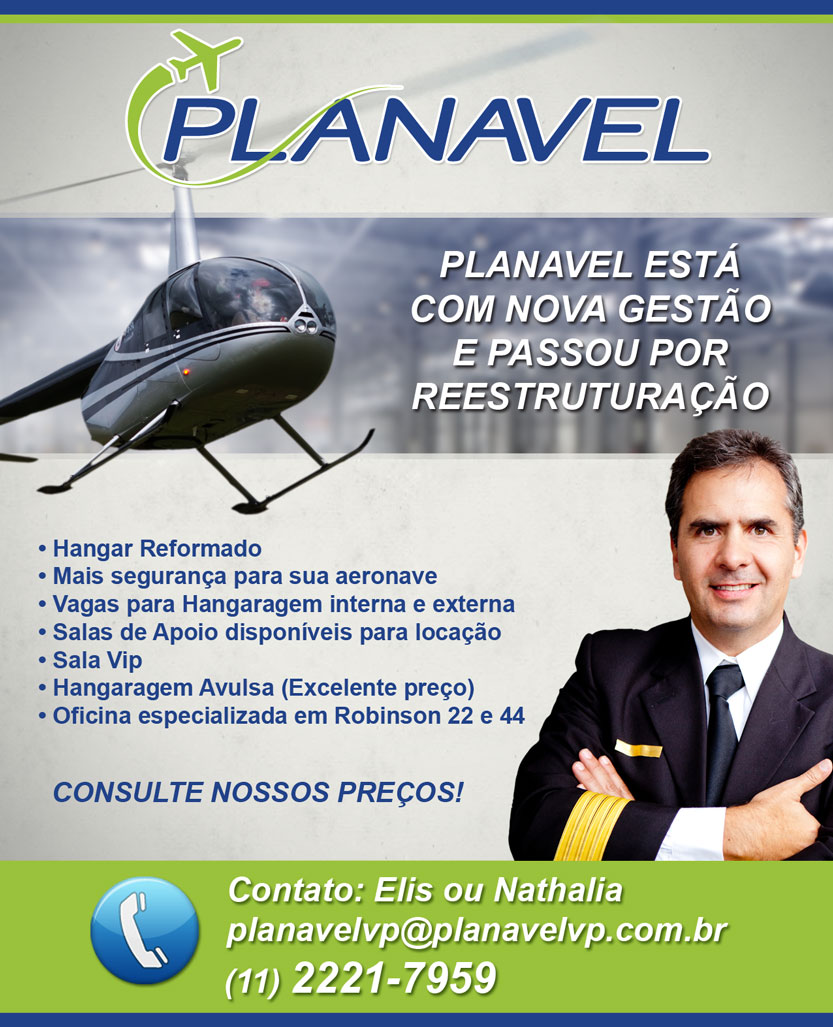 PLANAVEL
PLANAVEL ESTÁ
COM NOVA GESTÃO
E PASSOU POR
REESTRUTURAÇÃO
• Hangar Reformado
• Mais segurança para sua aeronave
• Vagas para Hangaragem interna e externa
• Salas de Apoio disponíveis para locação
• Sala Vip
• Hangaragem Avulsa (Excelente preço)
• Oficina especializada em Robinson 22 e 44
CONSULTE NOSSOS PREÇOS!
Contato: Elis ou Nathalia
planavelvp@planavelvp.com.br
(11) 2221-7959